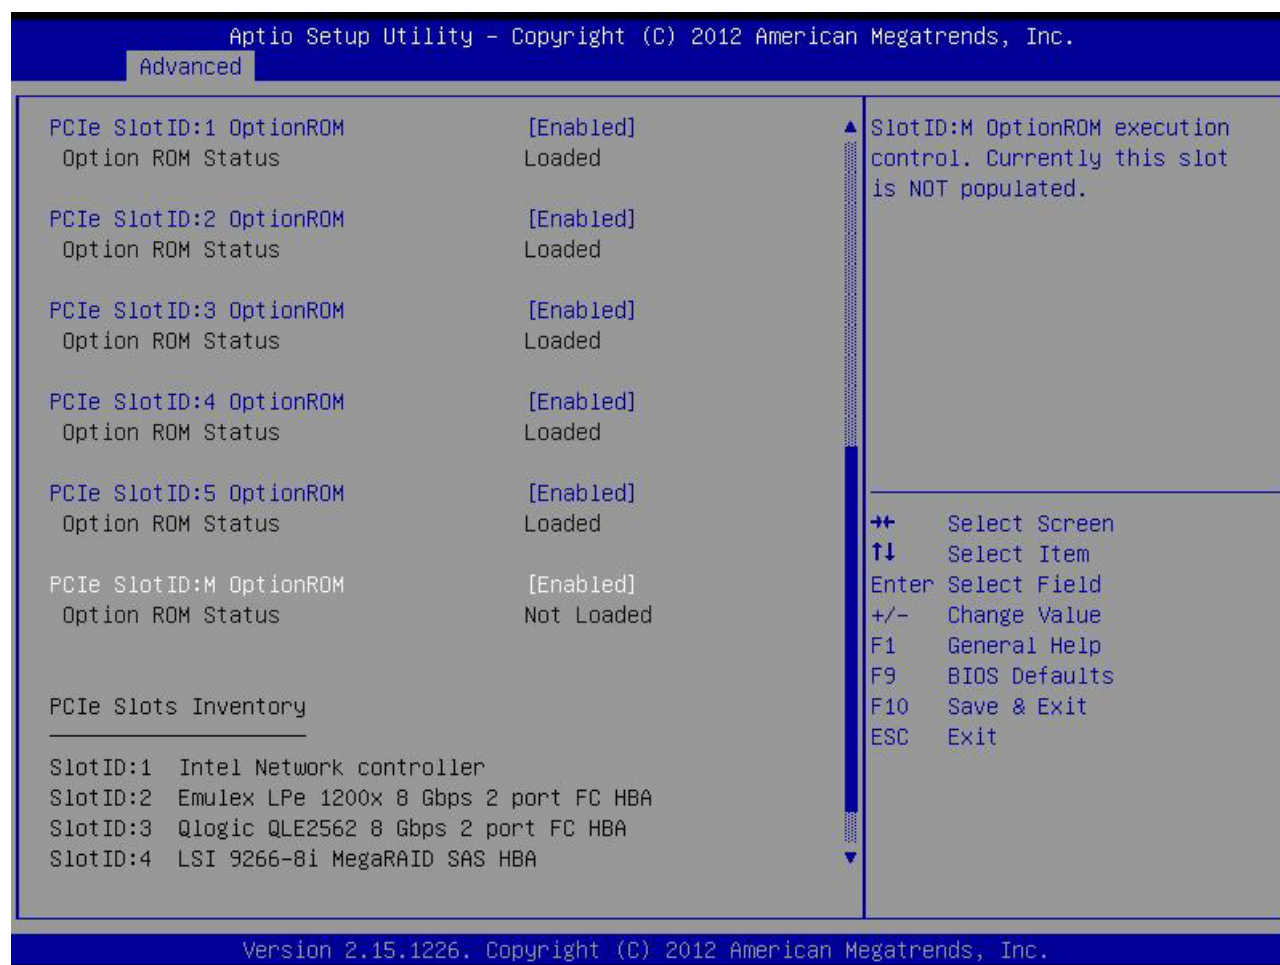 Aptio Setup Utility – Copyright (C) 2012 American Megatrends, Inc.
Advanced
PCIe SlotID:1 OptionROM [Enabled]
Option ROM Status Loaded
PCIe SlotID:2 OptionROM [Enabled]
Option ROM Status Loaded
PCIe SlotID:3 OptionROM [Enabled]
Option ROM Status Loaded
PCIe SlotID:4 OptionROM [Enabled]
Option ROM Status Loaded
PCIe SlotID:5 OptionROM [Enabled]
Option ROM Status Loaded
PCIe SlotID:M OptionROM [Enabled]
Option ROM Status Not Loaded
PCIe Slots Inventory
SlotID:1 Intel Network controller
SlotID:2 Emulex LPe 1200x 8 Gbps 2 port FC HBA
SlotID:3 Qlogic QLE2562 8 Gbps 2 port FC HBA
SlotID:4 LSI 9266-8i MegaRAID SAS HBA
SlotID:M OptionROM execution
control. Currently this slot
is NOT populated.
→← Select Screen
↑↓ Select Item
Enter Select Field
+/- Change Value
F1 General Help
F9 BIOS Defaults
F10 Save & Exit
ESC Exit
Version 2.15.1226. Copyright (C) 2012 American Megatrends, Inc.